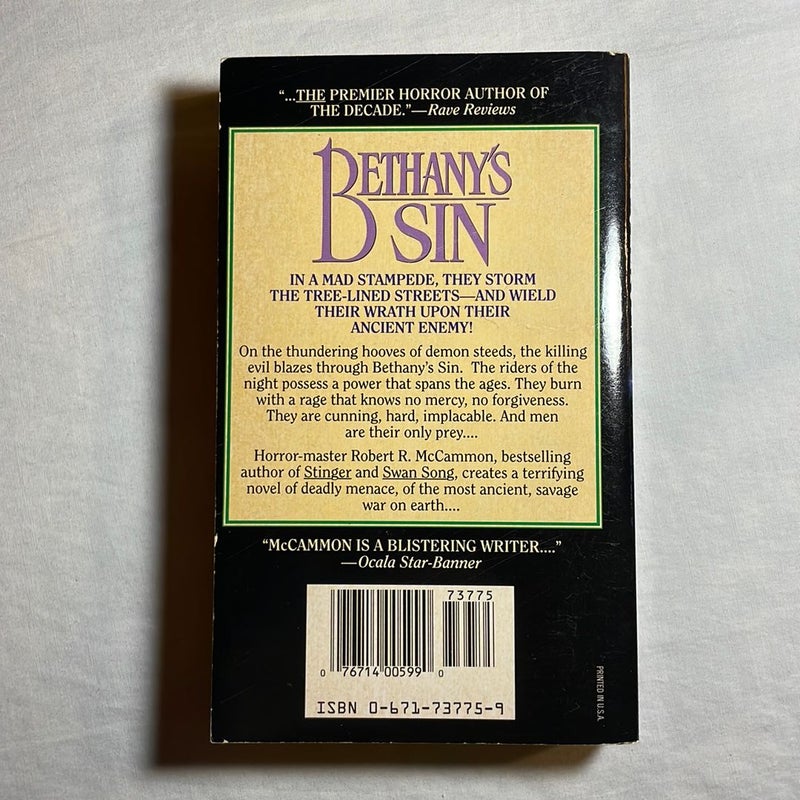 "...THE PREMIER HORROR AUTHOR OF
THE DECADE."—Rave Reviews
BETHANY'S
SIN
IN A MAD STAMPEDE, THEY STORM
THE TREE-LINED STREETS—AND WIELD
THEIR WRATH UPON THEIR
ANCIENT ENEMY!
On the thundering hooves of demon steeds, the killing
evil blazes through Bethany's Sin. The riders of the
night possess a power that spans the ages. They burn
with a rage that knows no mercy, no forgiveness.
They are cunning, hard, implacable. And men
are their only prey....
Horror-master Robert R. McCammon, bestselling
author of Stinger and Swan Song, creates a terrifying
novel of deadly menace, of the most ancient, savage
war on earth....
"McCAMMON IS A BLISTERING WRITER...."
—Ocala Star-Banner
73775
0 76714 00599 0
ISBN 0-671-73775-9
PRINTED IN U.S.A.